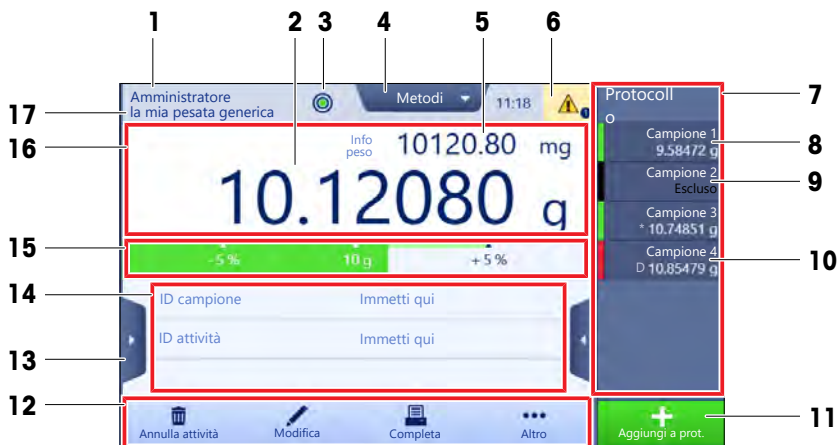 1
2
3
4
5
6
7
8
9
10
11
12
13
14
15
16
17
Amministratore
la mia pesata generica
Metodi
11:18
Info
peso
10120.80 mg
10.12080 g
-5 %
10 g
+ 5 %
ID campione Immetti qui
ID attività Immetti qui
Annulla attività
Modifica
Completa
Altro
Protocoll
o
Campione 1
9.58472 g
Campione 2
Escluso
Campione 3
* 10.74851 g
Campione 4
D 10.85479 g
Aggiungi a prot.